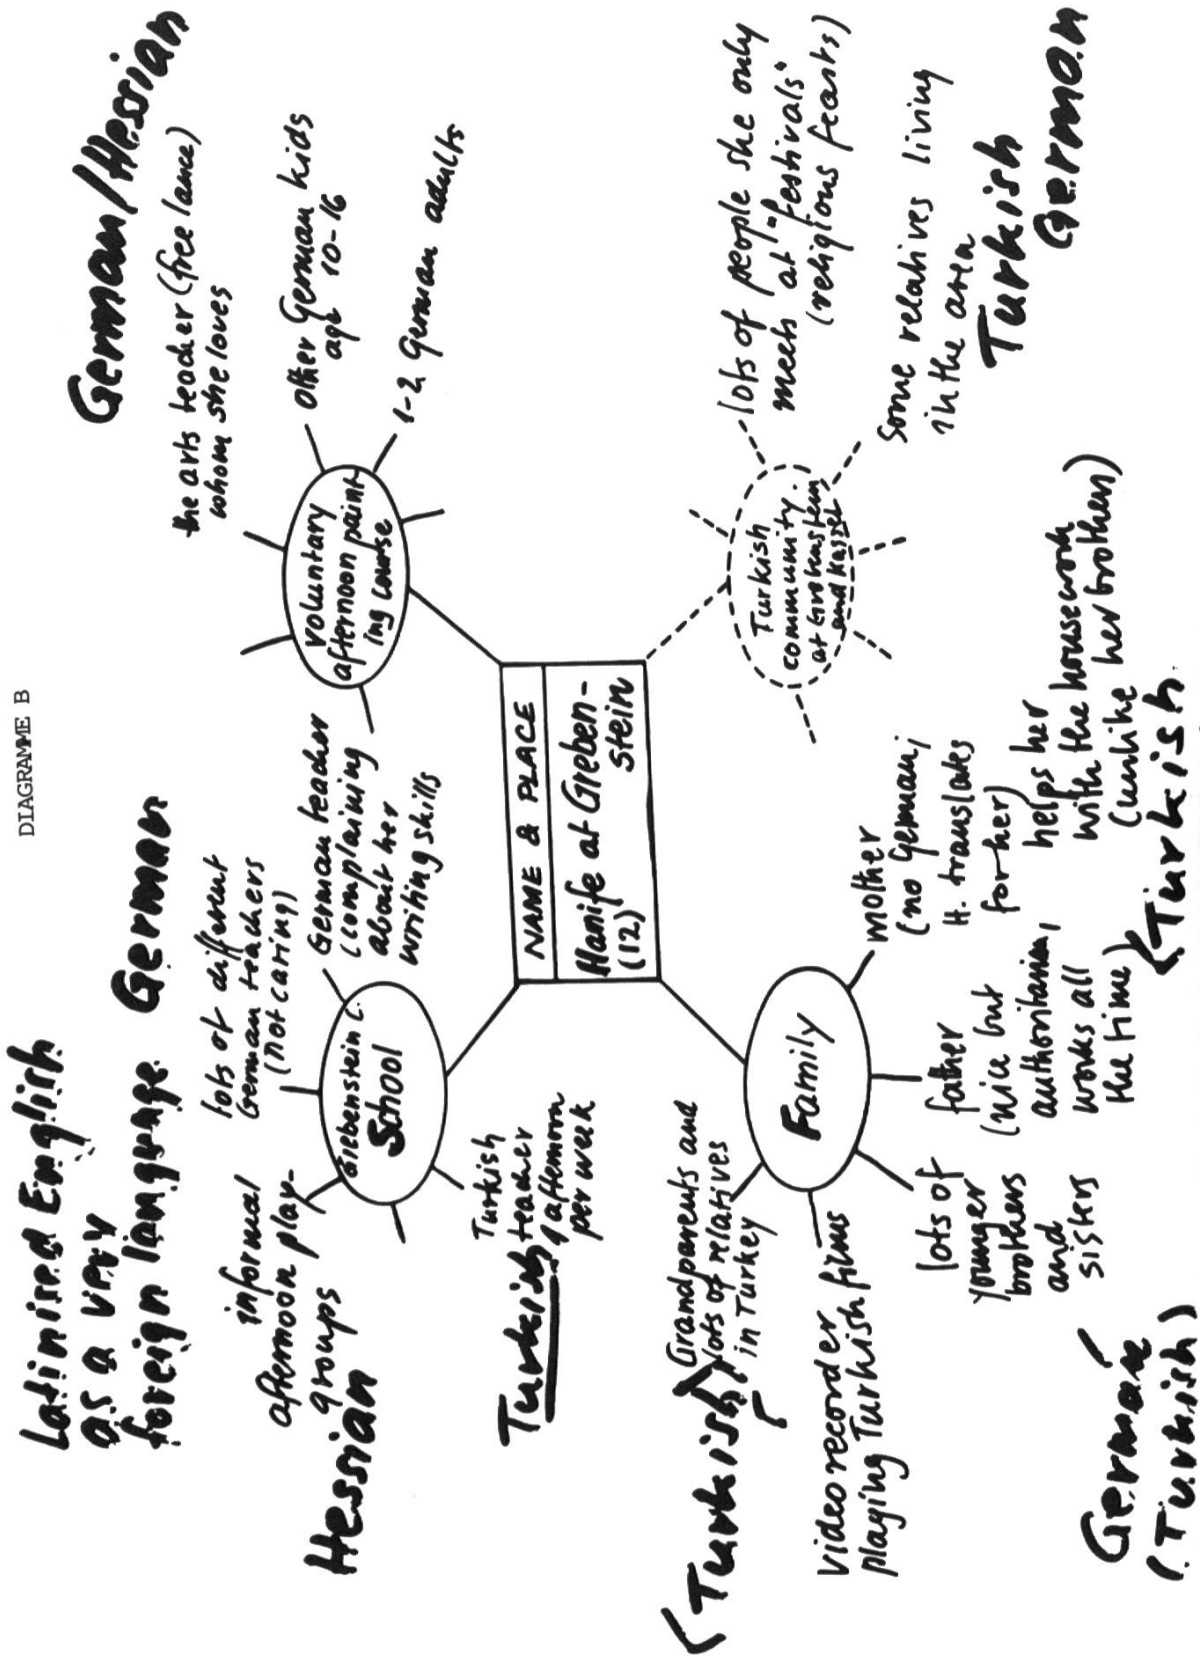 DIAGRAMME B
Latinised English
as a very
foreign language
German
German/Hessian
informal
afternoon play-
groups
Hessian
lots of different
German teachers
(not caring)
German teacher
(complaining
about her
writing skills
Grebenstein C.
School
Turkish
teacher
1 afternoon
per week
Turkish
the arts teacher (free lance)
whom she loves
other German kids
age 10-16
1-2 German adults
voluntary
afternoon paint
ing course
NAME & PLACE
Hanife at Greben-
stein
(12)
Grandparents and
lots of relatives
in Turkey
(Turkish)
video recorder
playing Turkish films
Family
lots of
younger
brothers
and
sisters
German
(Turkish)
father
(nice but
authoritarian,
works all
the time)
mother
(no German;
H. translates
for her)
helps her
with the housework
(unlike her brothers)
(Turkish
Turkish
community
at Grebenstein
and Kassel
lots of people she only
meets at "festivals"
(religious feasts)
some relatives living
in the area
Turkish
German